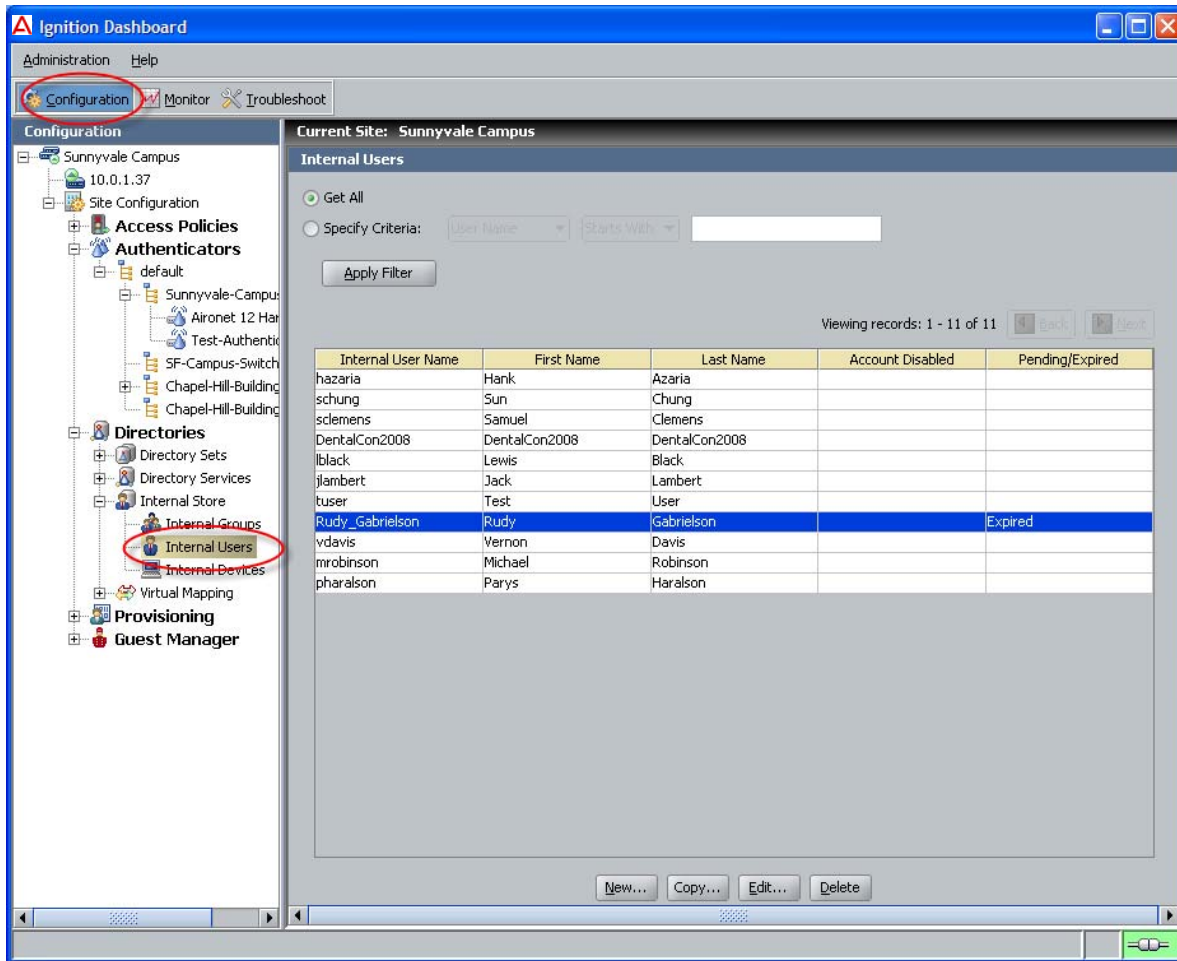 Ignition Dashboard
Administration Help
Configuration Monitor Troubleshoot
Configuration
Sunnyvale Campus
10.0.1.37
Site Configuration
Access Policies
Authenticators
default
Sunnyvale-Campu
Aironet 12 Har
Test-Authentic
SF-Campus-Switch
Chapel-Hill-Building
Chapel-Hill-Building
Directories
Directory Sets
Directory Services
Internal Store
Internal Groups
Internal Users
Internal Devices
Virtual Mapping
Provisioning
Guest Manager
Current Site: Sunnyvale Campus
Internal Users
Get All
Specify Criteria: User Name Starts With
Apply Filter
Viewing records: 1 - 11 of 11 Back Next
Internal User Name First Name Last Name Account Disabled Pending/Expired
hazaria Hank Azaria
schung Sun Chung
sclemens Samuel Clemens
DentalCon2008 DentalCon2008 DentalCon2008
lblack Lewis Black
jlambert Jack Lambert
tuser Test User
Rudy_Gabrielson Rudy Gabrielson Expired
vdavis Vernon Davis
mrobinson Michael Robinson
pharalson Parys Haralson
New... Copy... Edit... Delete